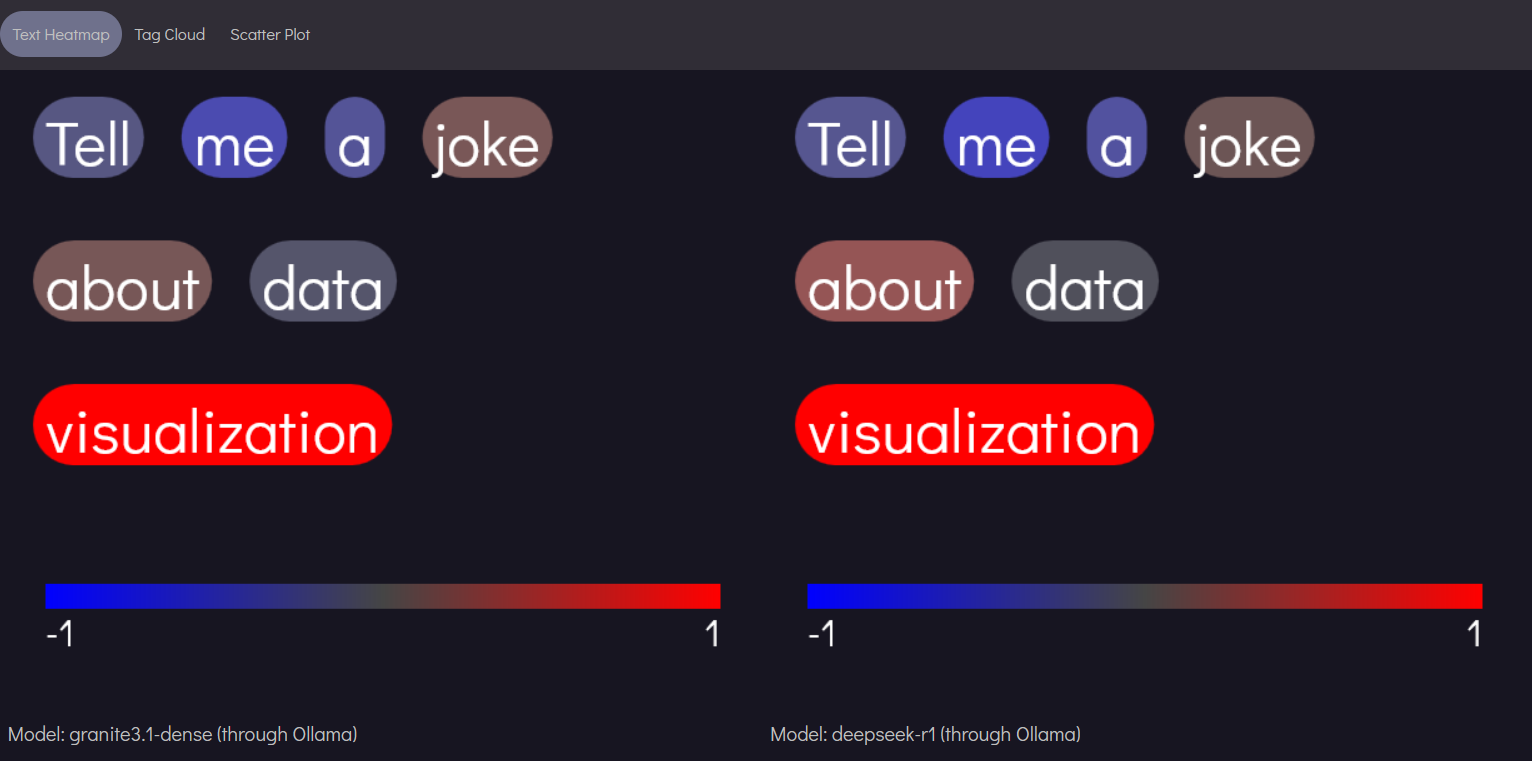 Text Heatmap Tag Cloud Scatter Plot
Tell me a joke
about data
visualization
-1 1
Model: granite3.1-dense (through Ollama)
Tell me a joke
about data
visualization
-1 1
Model: deepseek-r1 (through Ollama)